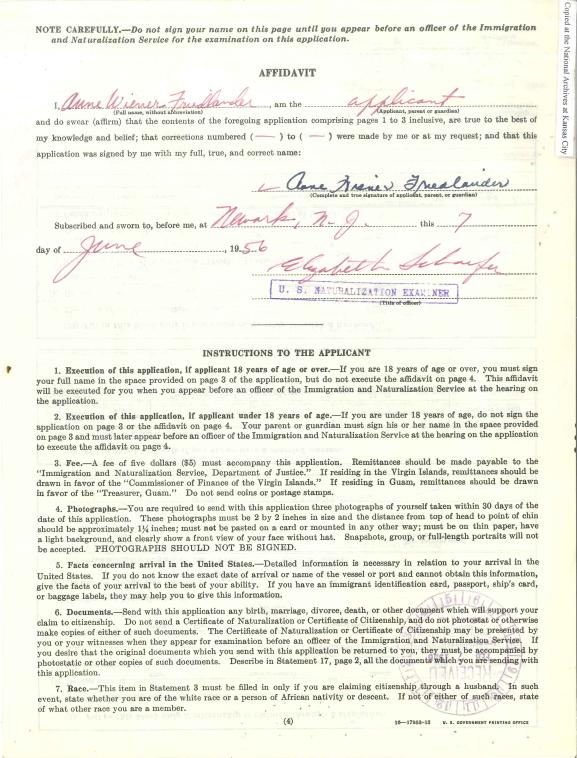 NOTE CAREFULLY.—Do not sign your name on this page until you appear before an officer of the Immigration
and Naturalization Service for the examination on this application.
Copied at the National Archives at Kansas City
AFFIDAVIT
I, Anne Wiener Friedlander, am the applicant
(Full name, without abbreviation) (Applicant, parent or guardian)
and do swear (affirm) that the contents of the foregoing application comprising pages 1 to 3 inclusive, are true to the best of
my knowledge and belief; that corrections numbered ( — ) to ( — ) were made by me or at my request; and that this
application was signed by me with my full, true, and correct name:
Anne Wiener Friedlander
(Complete and true signature of applicant, parent, or guardian)
Subscribed and sworn to, before me, at Newark, N. J. this 7
day of June, 1956
Elizabeth Schaefer
U. S. NATURALIZATION EXAMINER
(Title of officer)
INSTRUCTIONS TO THE APPLICANT
1. Execution of this application, if applicant 18 years of age or over.—If you are 18 years of age or over, you must sign
your full name in the space provided on page 3 of the application, but do not execute the affidavit on page 4. This affidavit
will be executed for you when you appear before an officer of the Immigration and Naturalization Service at the hearing on
the application.
2. Execution of this application, if applicant under 18 years of age.—If you are under 18 years of age, do not sign the
application on page 3 or the affidavit on page 4. Your parent or guardian must sign his or her name in the space provided
on page 3 and must later appear before an officer of the Immigration and Naturalization Service at the hearing on the application
to execute the affidavit on page 4.
3. Fee.—A fee of five dollars ($5) must accompany this application. Remittances should be made payable to the
"Immigration and Naturalization Service, Department of Justice." If residing in the Virgin Islands, remittances should be
drawn in favor of the "Commissioner of Finance of the Virgin Islands." If residing in Guam, remittances should be drawn
in favor of the "Treasurer, Guam." Do not send coins or postage stamps.
4. Photographs.—You are required to send with this application three photographs of yourself taken within 30 days of the
date of this application. These photographs must be 2 by 2 inches in size and the distance from top of head to point of chin
should be approximately 1¼ inches; must not be pasted on a card or mounted in any other way; must be on thin paper, have
a light background, and clearly show a front view of your face without hat. Snapshots, group, or full-length portraits will not
be accepted. PHOTOGRAPHS SHOULD NOT BE SIGNED.
5. Facts concerning arrival in the United States.—Detailed information is necessary in relation to your arrival in the
United States. If you do not know the exact date of arrival or name of the vessel or port and cannot obtain this information,
give the facts of your arrival to the best of your ability. If you have an immigrant identification card, passport, ship's card,
or baggage labels, they may help you to give this information.
6. Documents.—Send with this application any birth, marriage, divorce, death, or other document which will support your
claim to citizenship. Do not send a Certificate of Naturalization or Certificate of Citizenship, and do not photostat or otherwise
make copies of either of such documents. The Certificate of Naturalization or Certificate of Citizenship may be presented by
you or your witnesses when they appear for examination before an officer of the Immigration and Naturalization Service. If
you desire that the original documents which you send with this application be returned to you, they must be accompanied by
photostatic or other copies of such documents. Describe in Statement 17, page 2, all the documents which you are sending with
this application.
7. Race.—This item in Statement 3 must be filled in only if you are claiming citizenship through a husband. In such
event, state whether you are of the white race or a person of African nativity or descent. If not of either of such races, state
of what other race you are a member.
(4) 16—17963-13 U. S. GOVERNMENT PRINTING OFFICE